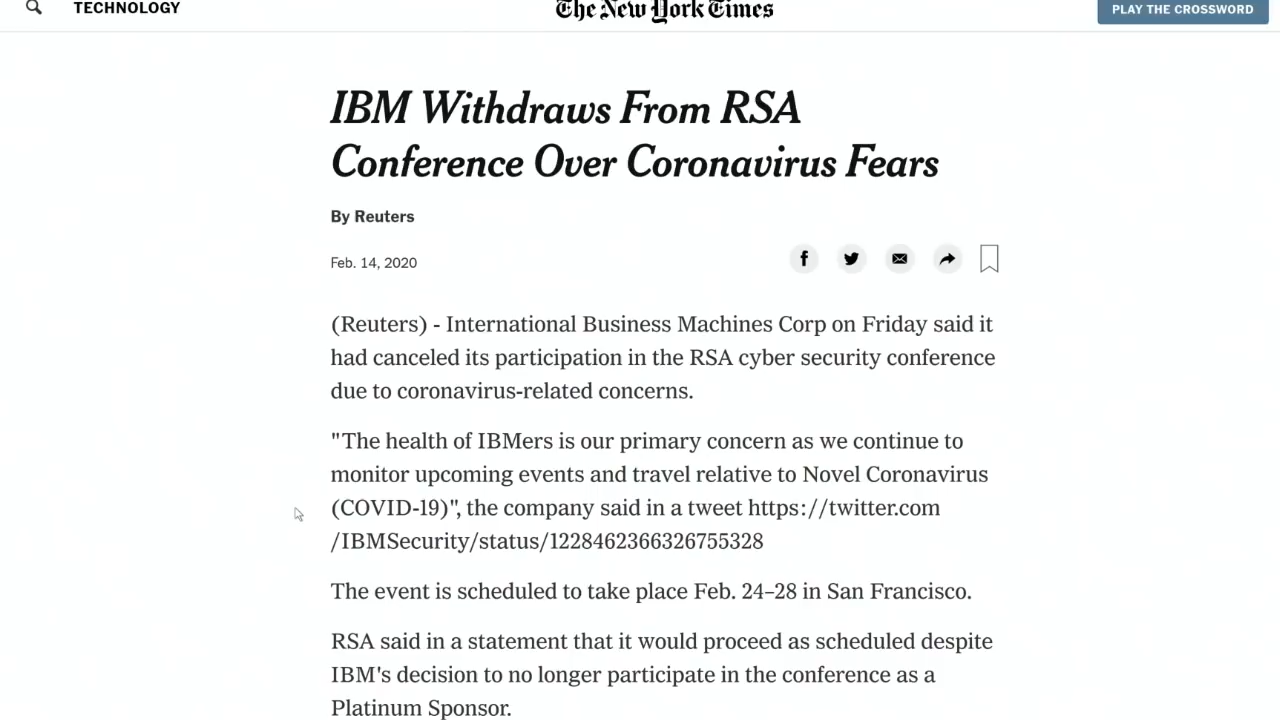 TECHNOLOGY
The New York Times
PLAY THE CROSSWORD
IBM Withdraws From RSA
Conference Over Coronavirus Fears
By Reuters
Feb. 14, 2020
(Reuters) - International Business Machines Corp on Friday said it
had canceled its participation in the RSA cyber security conference
due to coronavirus-related concerns.
"The health of IBMers is our primary concern as we continue to
monitor upcoming events and travel relative to Novel Coronavirus
(COVID-19)", the company said in a tweet https://twitter.com
/IBMSecurity/status/1228462366326755328
The event is scheduled to take place Feb. 24–28 in San Francisco.
RSA said in a statement that it would proceed as scheduled despite
IBM's decision to no longer participate in the conference as a
Platinum Sponsor.